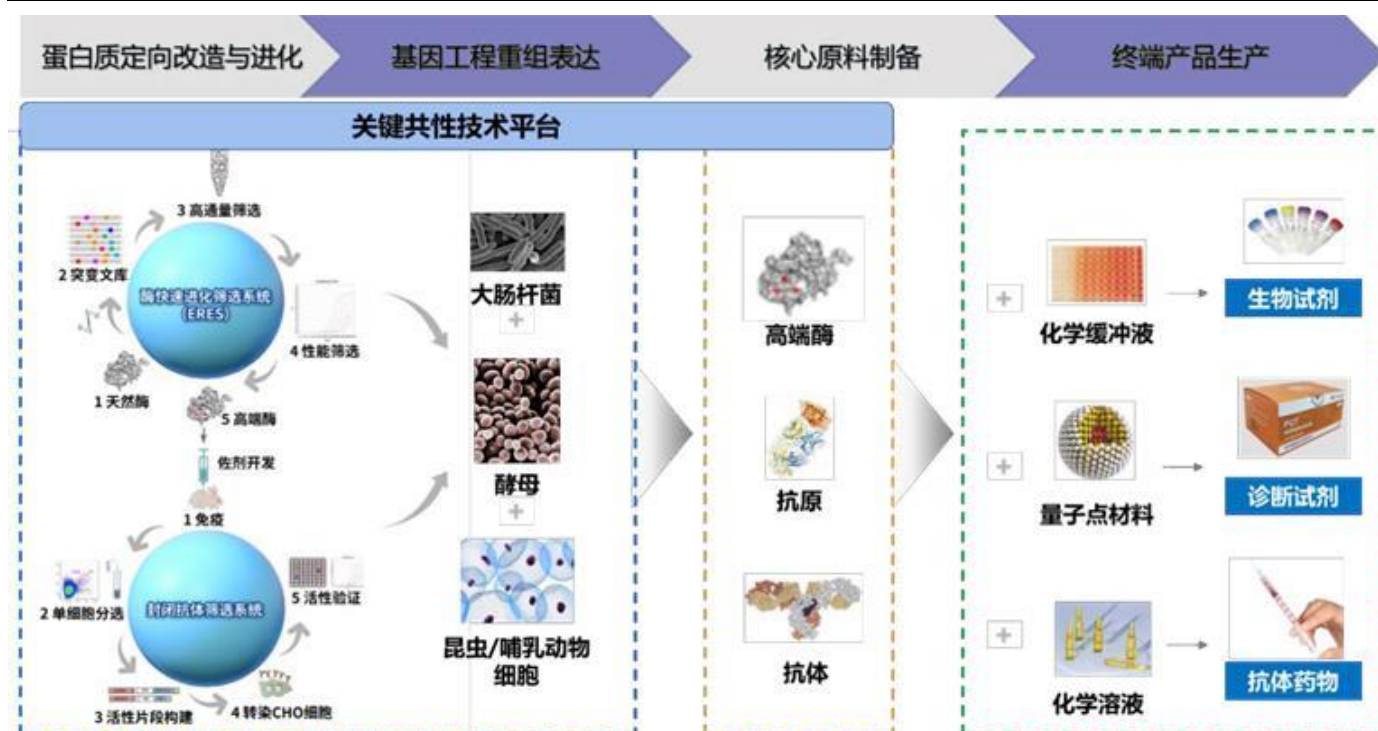 蛋白质定向改造与进化
基因工程重组表达
核心原料制备
终端产品生产
关键共性技术平台
3 高通量筛选
2 突变文库
酶快速进化筛选系统
(ERES)
4 性能筛选
1 天然酶
5 高端酶
佐剂开发
1 免疫
2 单细胞分选
封闭抗体筛选系统
5 活性验证
3 活性片段构建
4 转染CHO细胞
大肠杆菌
+
酵母
+
昆虫/哺乳动物
细胞
高端酶
抗原
抗体
+
化学缓冲液
生物试剂
+
量子点材料
诊断试剂
+
化学溶液
抗体药物